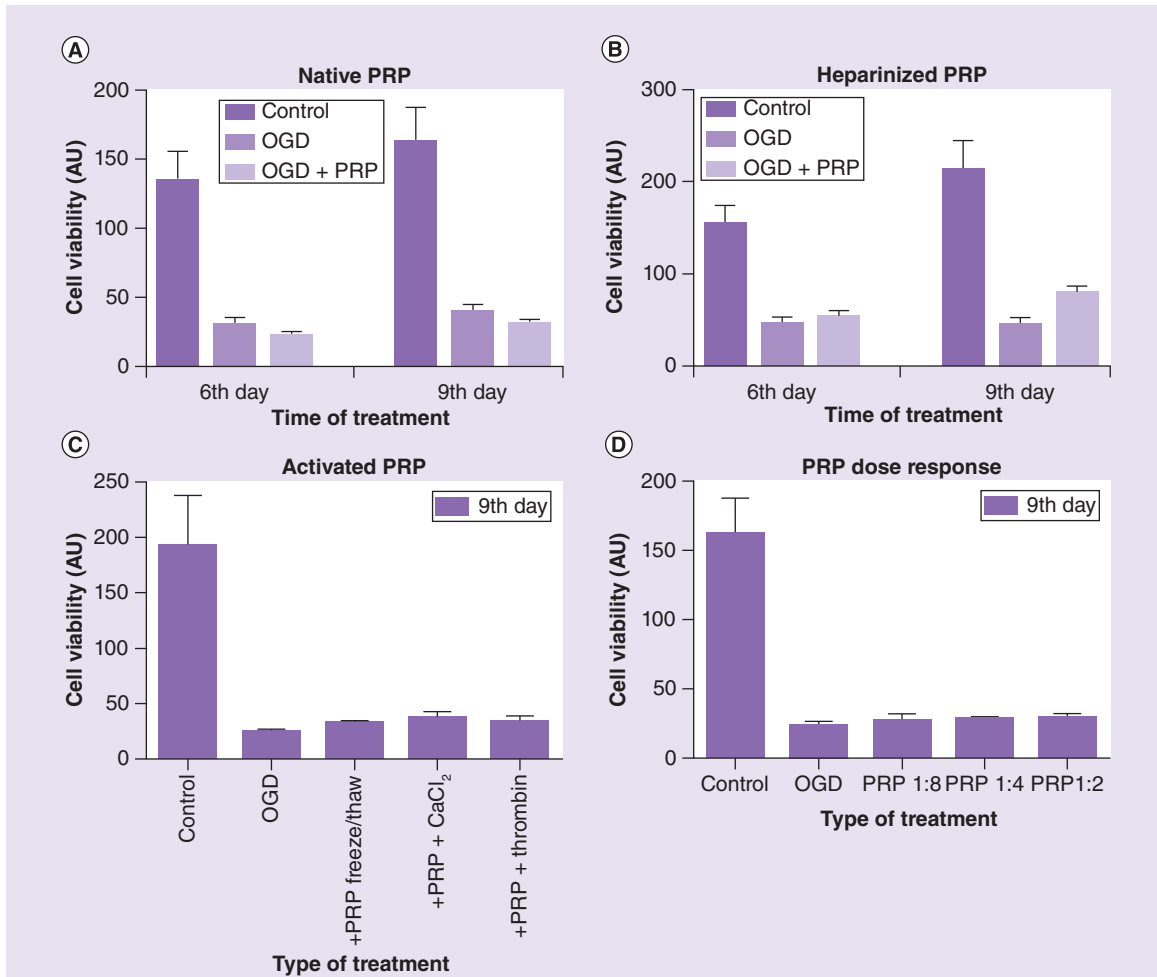 A
Native PRP
200
150
100
50
0
Cell viability (AU)
Control
OGD
OGD + PRP
6th day
9th day
Time of treatment
B
Heparinized PRP
300
200
100
0
Cell viability (AU)
Control
OGD
OGD + PRP
6th day
9th day
Time of treatment
C
Activated PRP
250
200
150
100
50
0
Cell viability (AU)
9th day
Control
OGD
+PRP freeze/thaw
+PRP + CaCl₂
+PRP + thrombin
Type of treatment
D
PRP dose response
200
150
100
50
0
Cell viability (AU)
9th day
Control
OGD
PRP 1:8
PRP 1:4
PRP1:2
Type of treatment